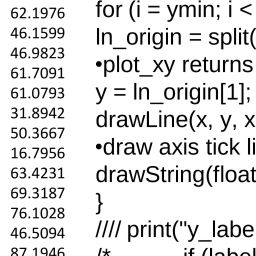 62.1976
46.1599
46.9823
61.7091
61.0793
31.8942
50.3667
16.7956
63.4231
69.3187
76.1028
46.5094
87.1946
for (i = ymin; i <
ln_origin = split(
•plot_xy returns
y = ln_origin[1];
drawLine(x, y, x
•draw axis tick li
drawString(float
}
//// print("y_labe
/* if (label